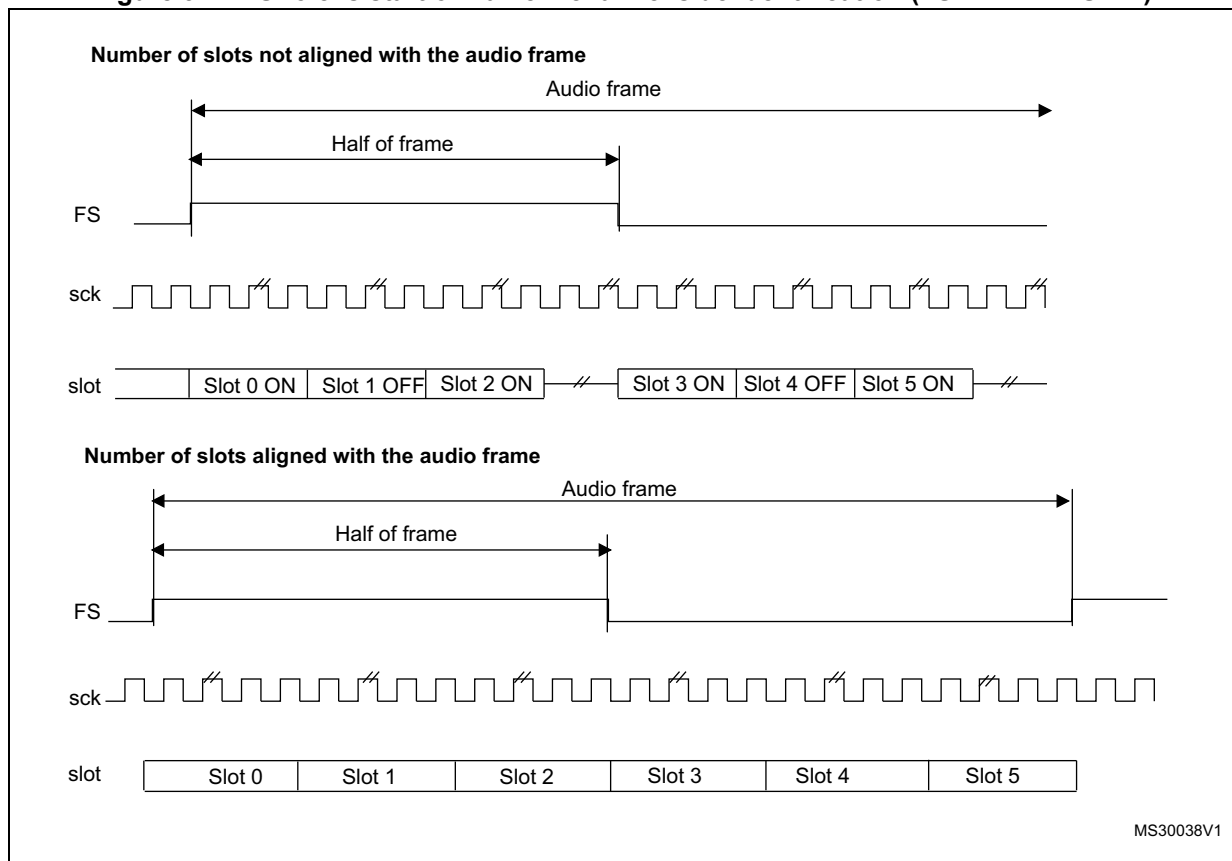 Number of slots not aligned with the audio frame
Audio frame
Half of frame
FS
sck
slot
Slot 0 ON
Slot 1 OFF
Slot 2 ON
Slot 3 ON
Slot 4 OFF
Slot 5 ON
Number of slots aligned with the audio frame
Audio frame
Half of frame
FS
sck
slot
Slot 0
Slot 1
Slot 2
Slot 3
Slot 4
Slot 5
MS30038V1